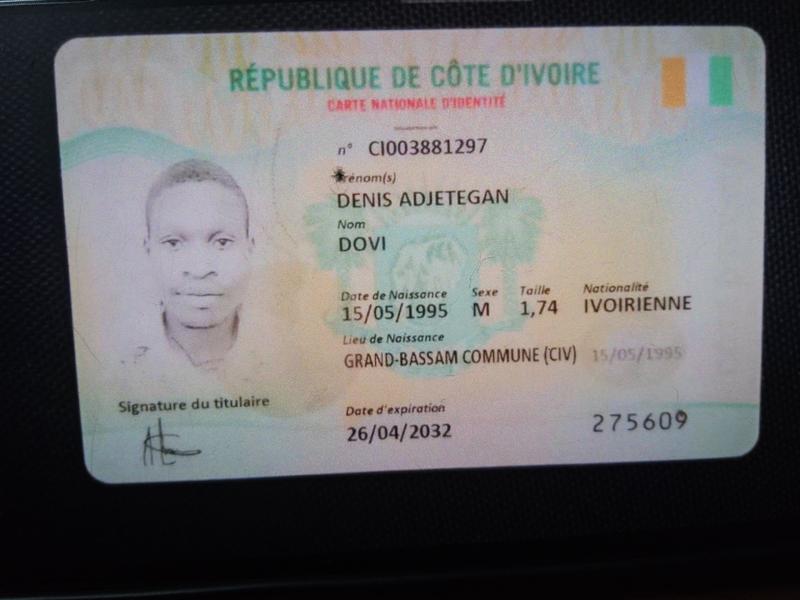 RÉPUBLIQUE DE CÔTE D'IVOIRE
CARTE NATIONALE D'IDENTITÉ
n° CI003881297
Prénom(s)
DENIS ADJETEGAN
Nom
DOVI
Date de Naissance Sexe Taille Nationalité
15/05/1995 M 1,74 IVOIRIENNE
Lieu de Naissance
GRAND-BASSAM COMMUNE (CIV) 15/05/1995
Signature du titulaire
Date d'expiration
26/04/2032
275609